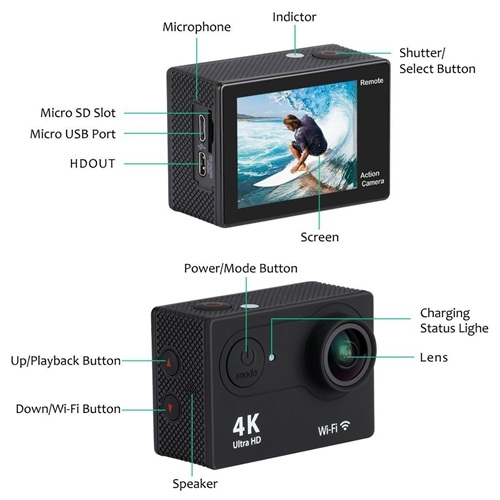 Indictor
Microphone
Shutter/
Select Button
Remote
Micro SD Slot
Micro USB Port
HDOUT
Action
Camera
Screen
Power/Mode Button
Charging
Status Lighe
Lens
Up/Playback Button
mode
Down/Wi-Fi Button
4K
Ultra HD
Wi-Fi
Speaker